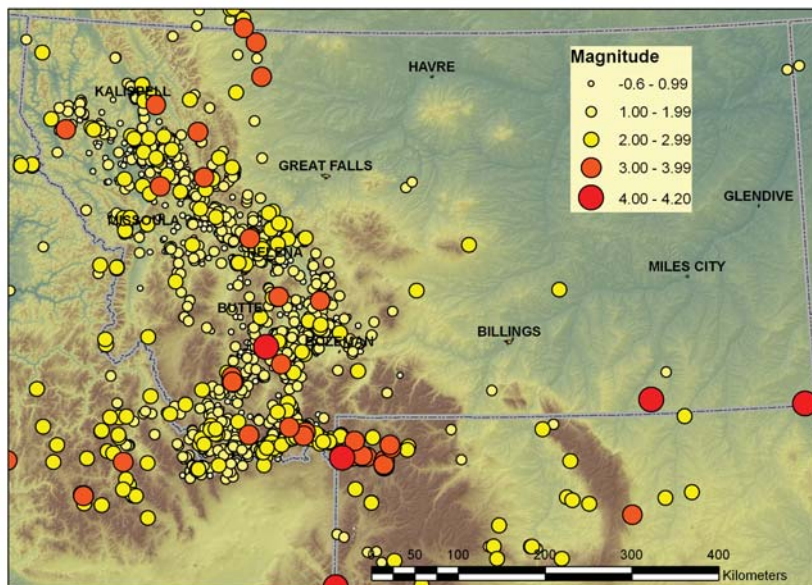 HAVRE
Magnitude
-0.6 - 0.99
1.00 - 1.99
2.00 - 2.99
3.00 - 3.99
4.00 - 4.20
KALISPELL
GREAT FALLS
GLENDIVE
MISSOULA
HELENA
MILES CITY
BUTTE
BILLINGS
BOZEMAN
0 25 50 100 200 300 400
Kilometers